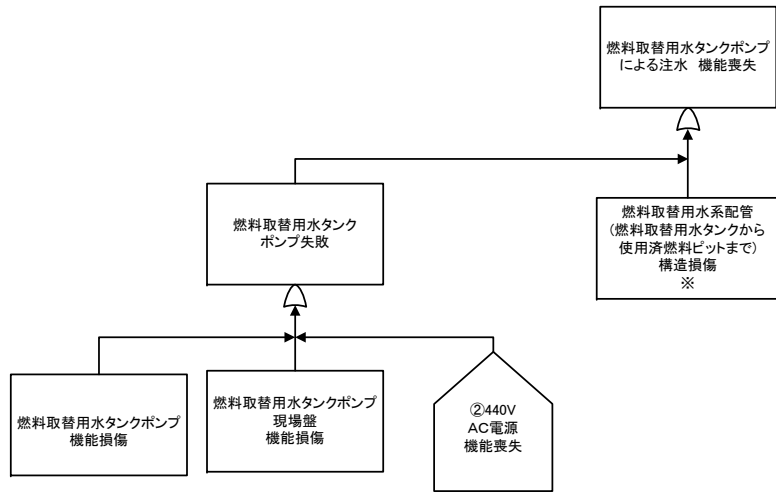 燃料取替用水タンクポンプ
による注水 機能喪失
燃料取替用水タンク
ポンプ失敗
燃料取替用水系配管
(燃料取替用水タンクから
使用済燃料ピットまで)
構造損傷
※
燃料取替用水タンクポンプ
機能損傷
燃料取替用水タンクポンプ
現場盤
機能損傷
②440V
AC電源
機能喪失